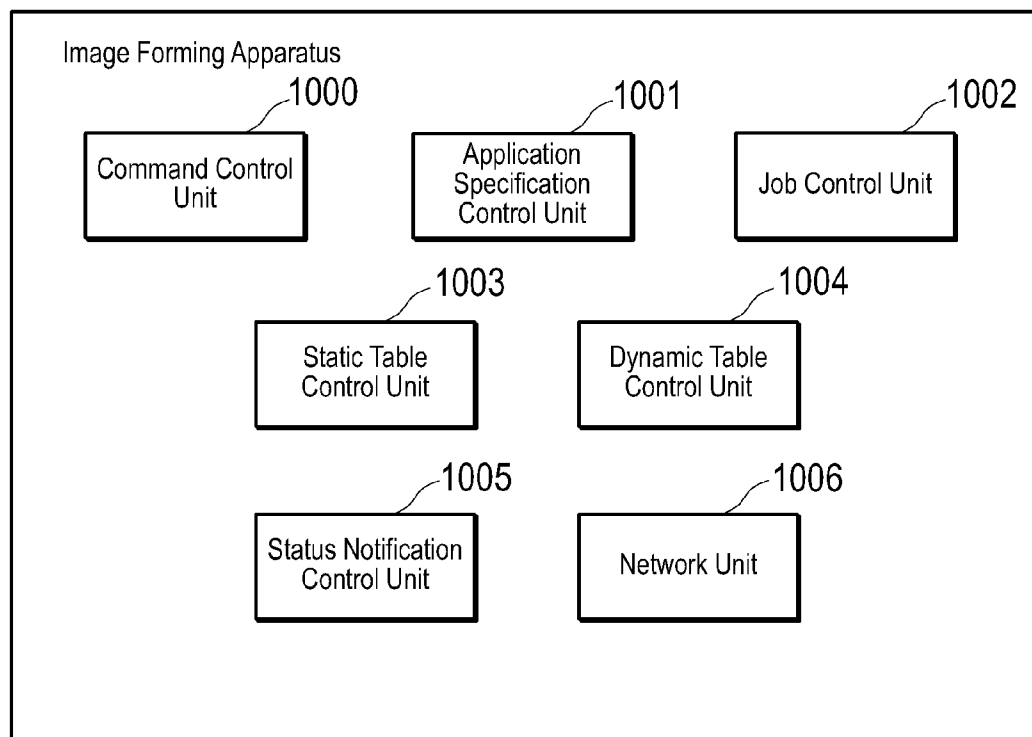 Image Forming Apparatus
1000
1001
1002
Command Control
Unit
Application
Specification
Control Unit
Job Control Unit
1003
1004
Static Table
Control Unit
Dynamic Table
Control Unit
1005
1006
Status Notification
Control Unit
Network Unit